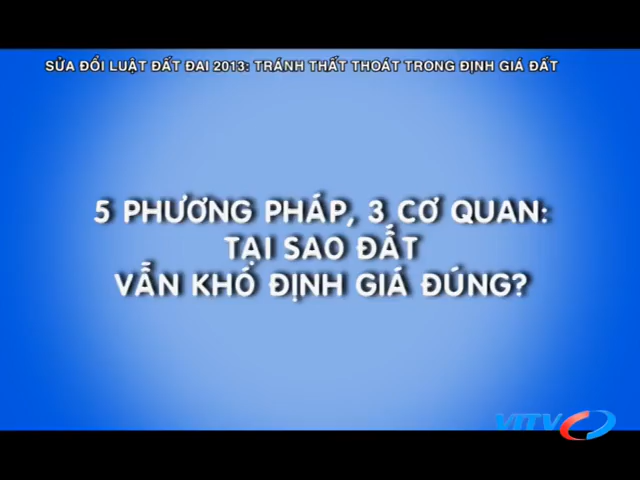 SỬA ĐỔI LUẬT ĐẤT ĐAI 2013: TRÁNH THẤT THOÁT TRONG ĐỊNH GIÁ ĐẤT
5 PHƯƠNG PHÁP, 3 CƠ QUAN:
TẠI SAO ĐẤT
VẪN KHÓ ĐỊNH GIÁ ĐÚNG?
VITV